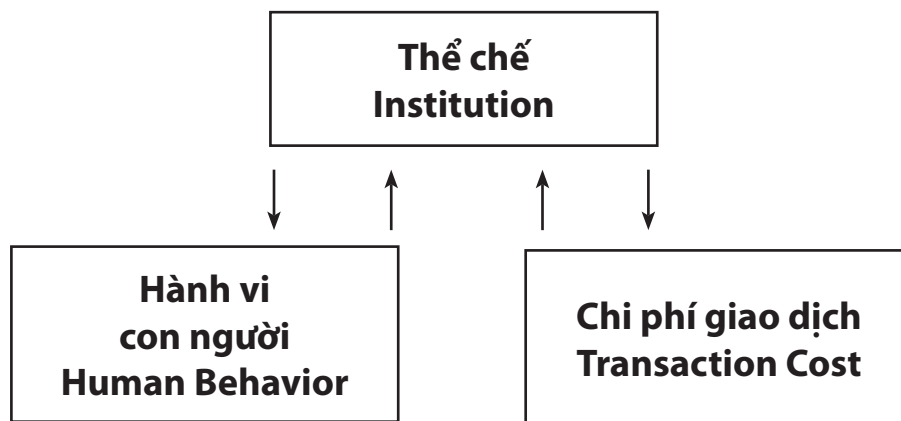 Thể chế
Institution
Hành vi
con người
Human Behavior
Chi phí giao dịch
Transaction Cost